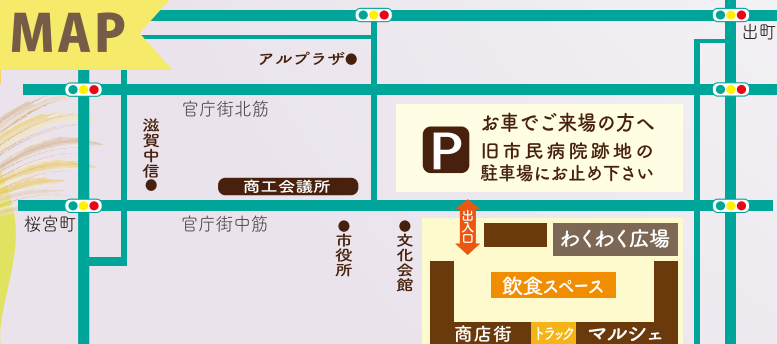 MAP
出町
アルプラザ
官庁街北筋
滋賀中信
P
お車でご来場の方へ
旧市民病院跡地の
駐車場にお止め下さい
商工会議所
桜宮町
官庁街中筋
市役所
文化会館
出入口
わくわく広場
飲食スペース
商店街
トラック
マルシェ